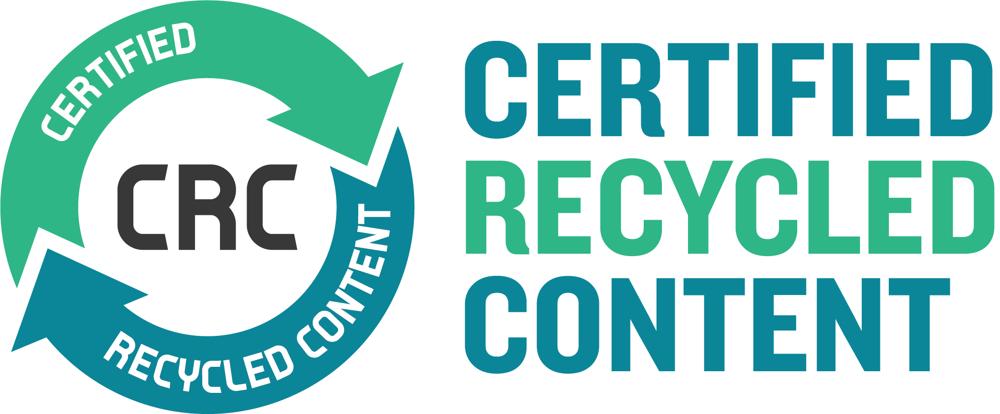 CERTIFIED
CRC
RECYCLED CONTENT
CERTIFIED
RECYCLED
CONTENT